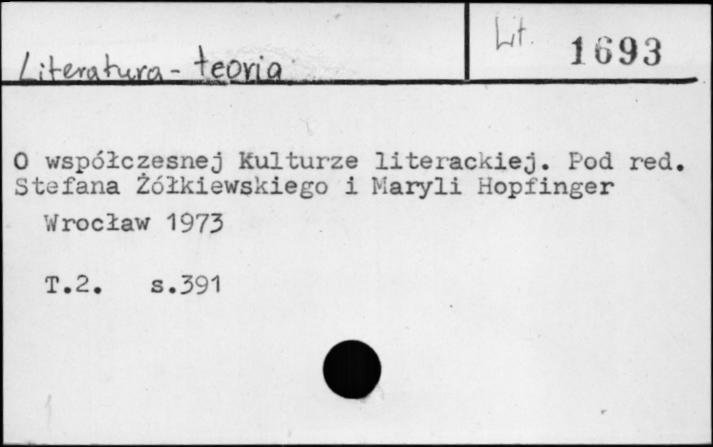 Literatura - teoria
Lit. 1693
O współczesnej Kulturze literackiej. Pod red.
Stefana Żółkiewskiego i Maryli Hopfinger
Wrocław 1973
T.2. s.391